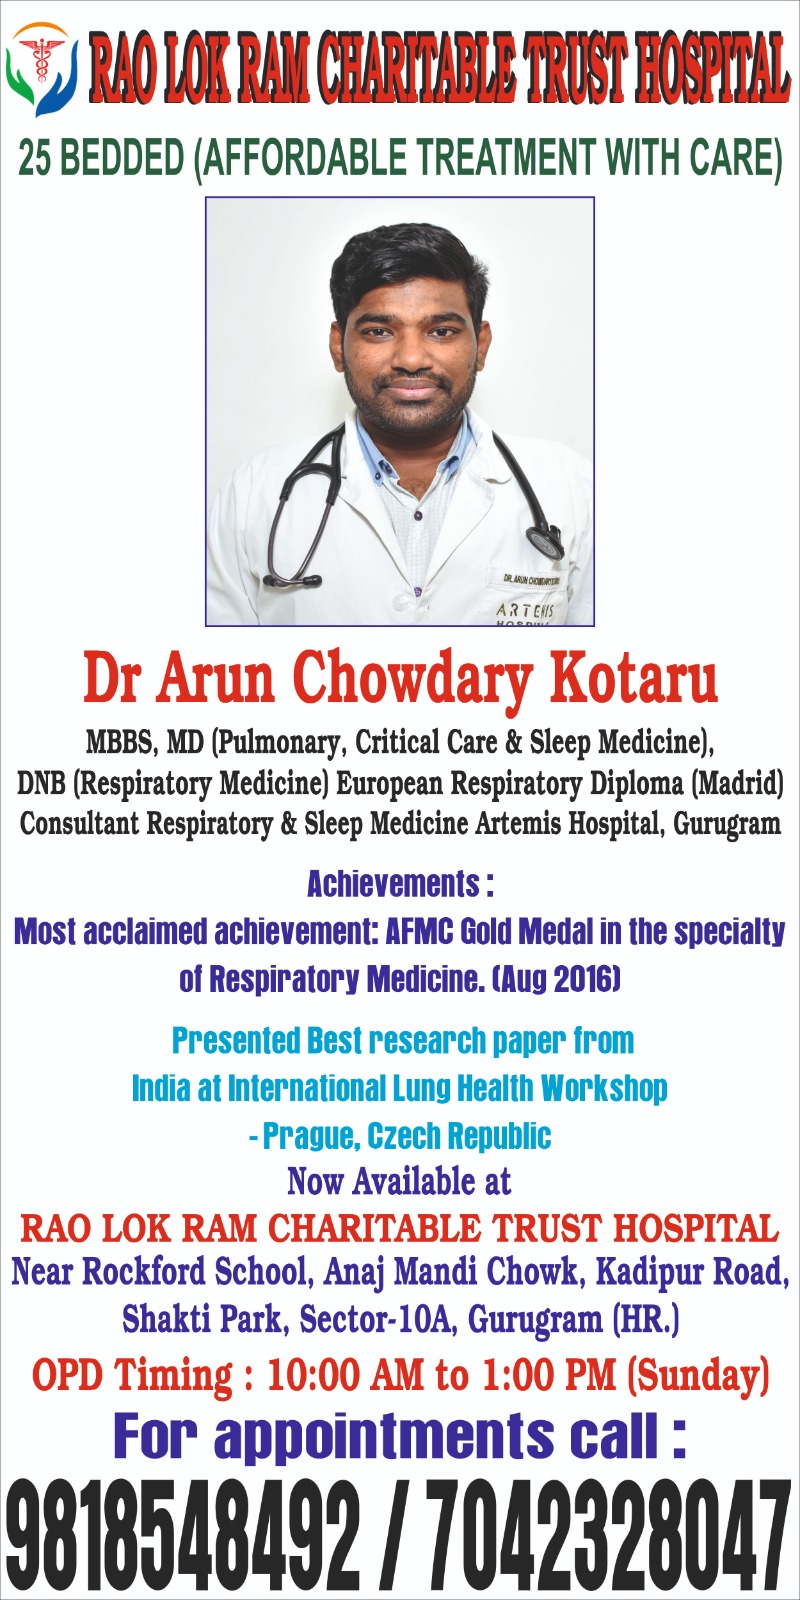 RAO LOK RAM CHARITABLE TRUST HOSPITAL
25 BEDDED (AFFORDABLE TREATMENT WITH CARE)
DR. ARUN CHOWDARY
ARTEMIS
HOSPITAL
Dr Arun Chowdary Kotaru
MBBS, MD (Pulmonary, Critical Care & Sleep Medicine),
DNB (Respiratory Medicine) European Respiratory Diploma (Madrid)
Consultant Respiratory & Sleep Medicine Artemis Hospital, Gurugram
Achievements :
Most acclaimed achievement: AFMC Gold Medal in the specialty
of Respiratory Medicine. (Aug 2016)
Presented Best research paper from
India at International Lung Health Workshop
- Prague, Czech Republic
Now Available at
RAO LOK RAM CHARITABLE TRUST HOSPITAL
Near Rockford School, Anaj Mandi Chowk, Kadipur Road,
Shakti Park, Sector-10A, Gurugram (HR.)
OPD Timing : 10:00 AM to 1:00 PM (Sunday)
For appointments call :
9818548492 / 7042328047